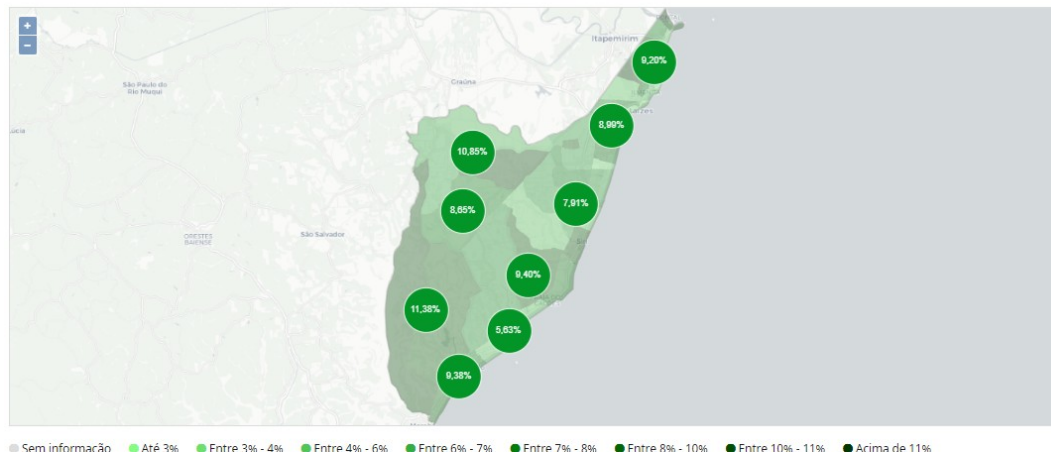 +
−
Itapemirim
9,20%
São Paulo do
Rio Muqui
Graúna
8,99%
10,85%
8,65%
7,91%
ORESTES
BAIENSE
São Salvador
9,40%
11,38%
5,63%
9,38%
Sem informação Até 3% Entre 3% - 4% Entre 4% - 6% Entre 6% - 7% Entre 7% - 8% Entre 8% - 10% Entre 10% - 11% Acima de 11%